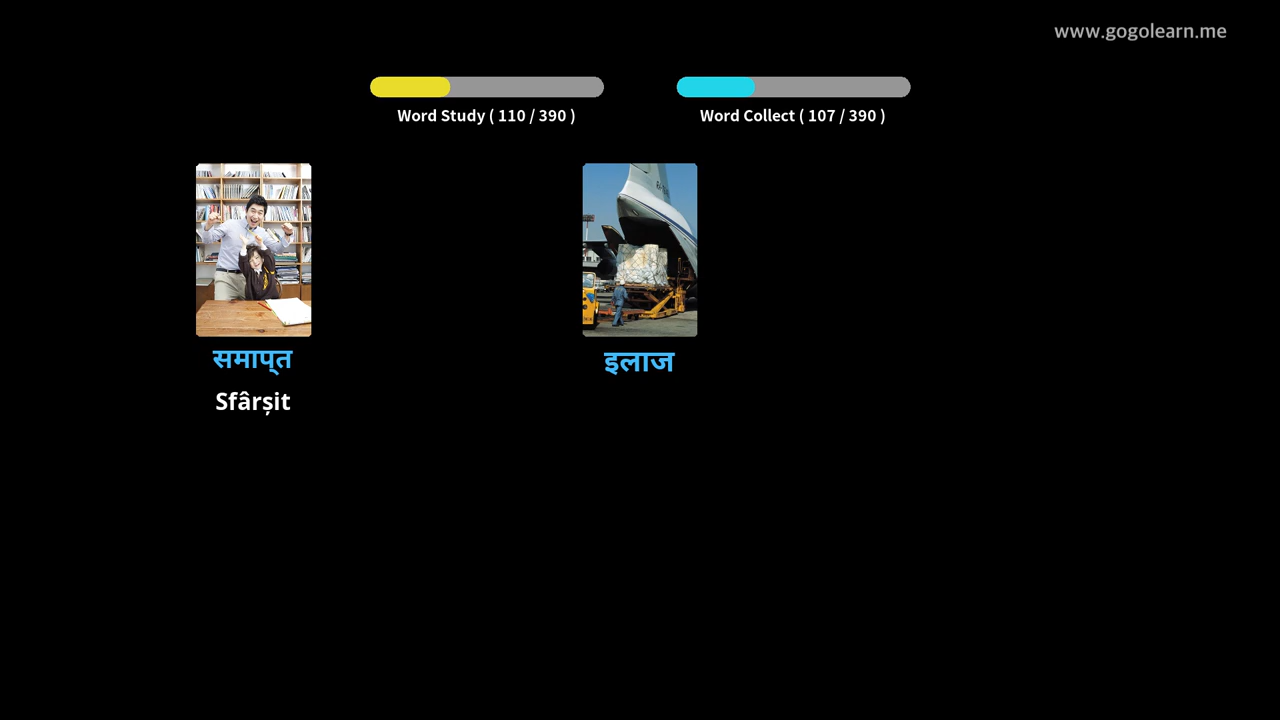 www.gogolearn.me
Word Study ( 110 / 390 )
Word Collect ( 107 / 390 )
समाप्त
Sfârșit
इलाज